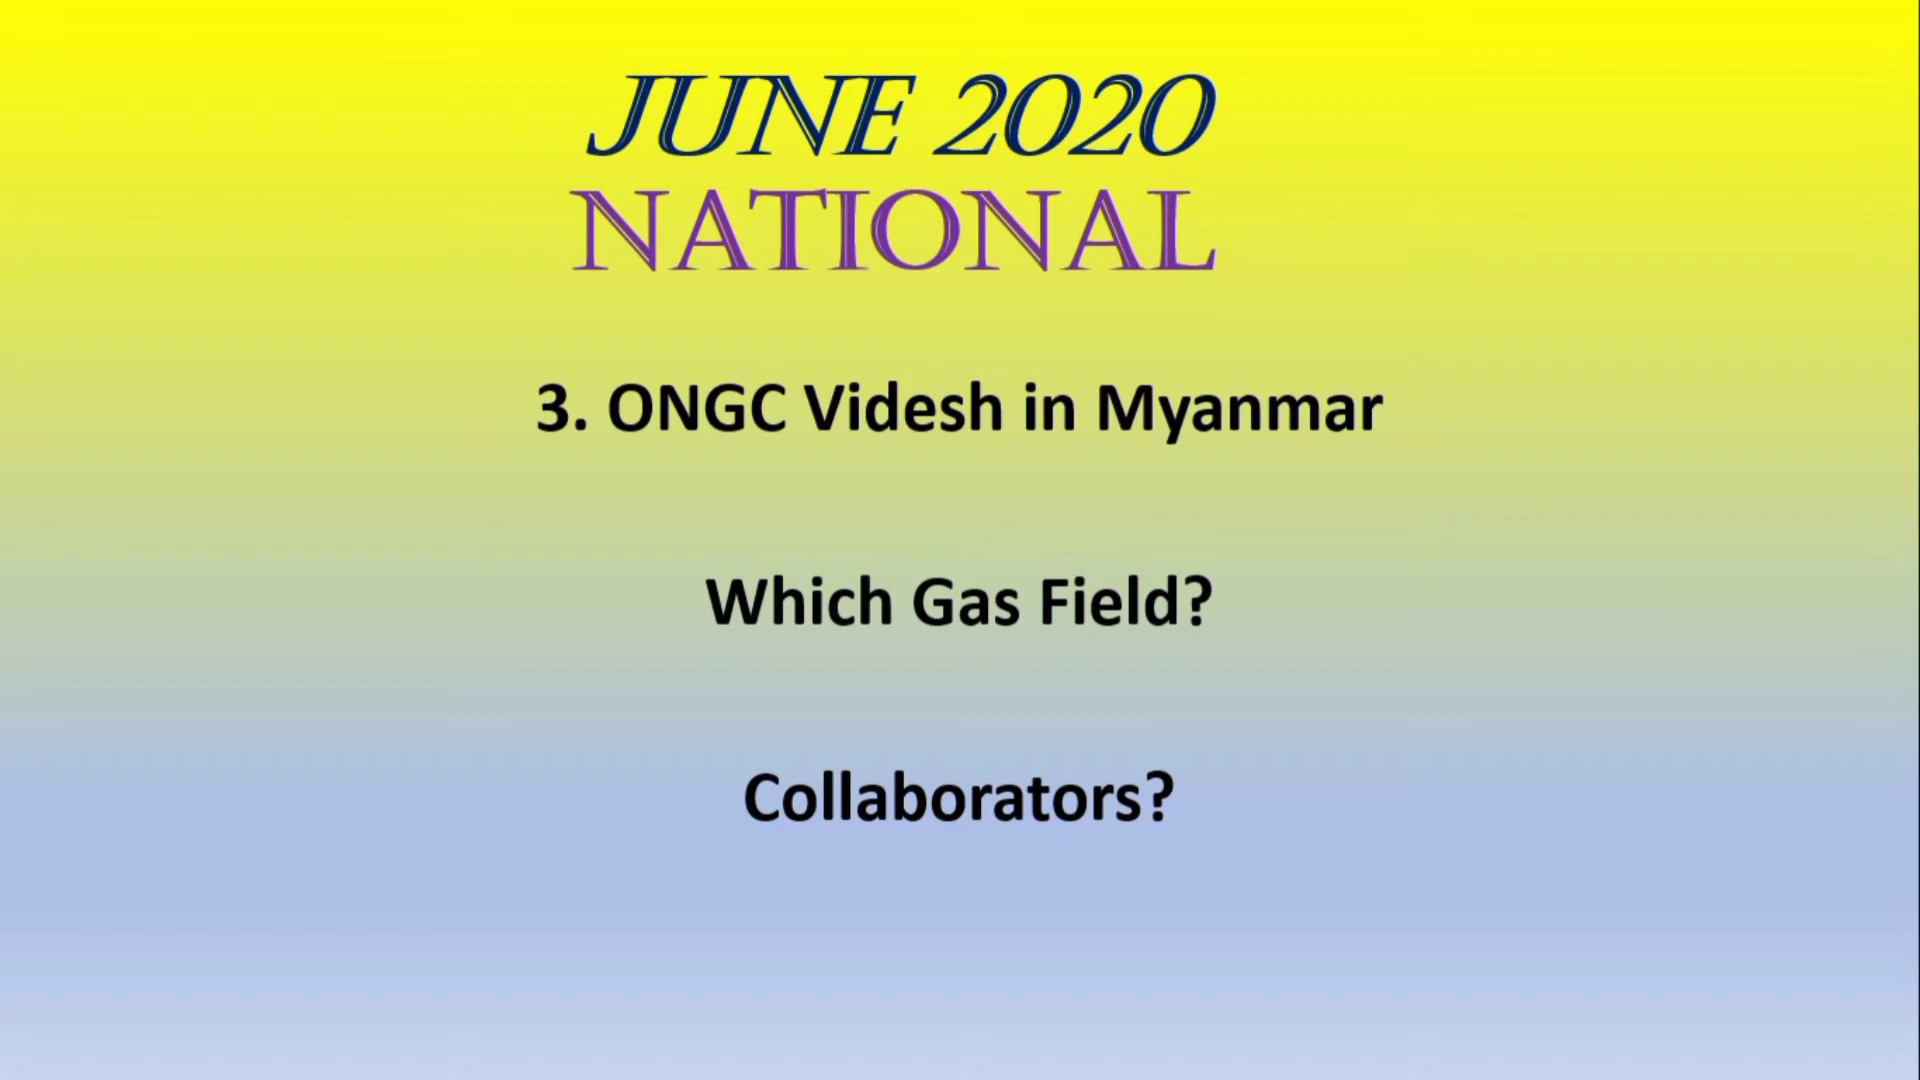 JUNE 2020
NATIONAL
3. ONGC Videsh in Myanmar
Which Gas Field?
Collaborators?